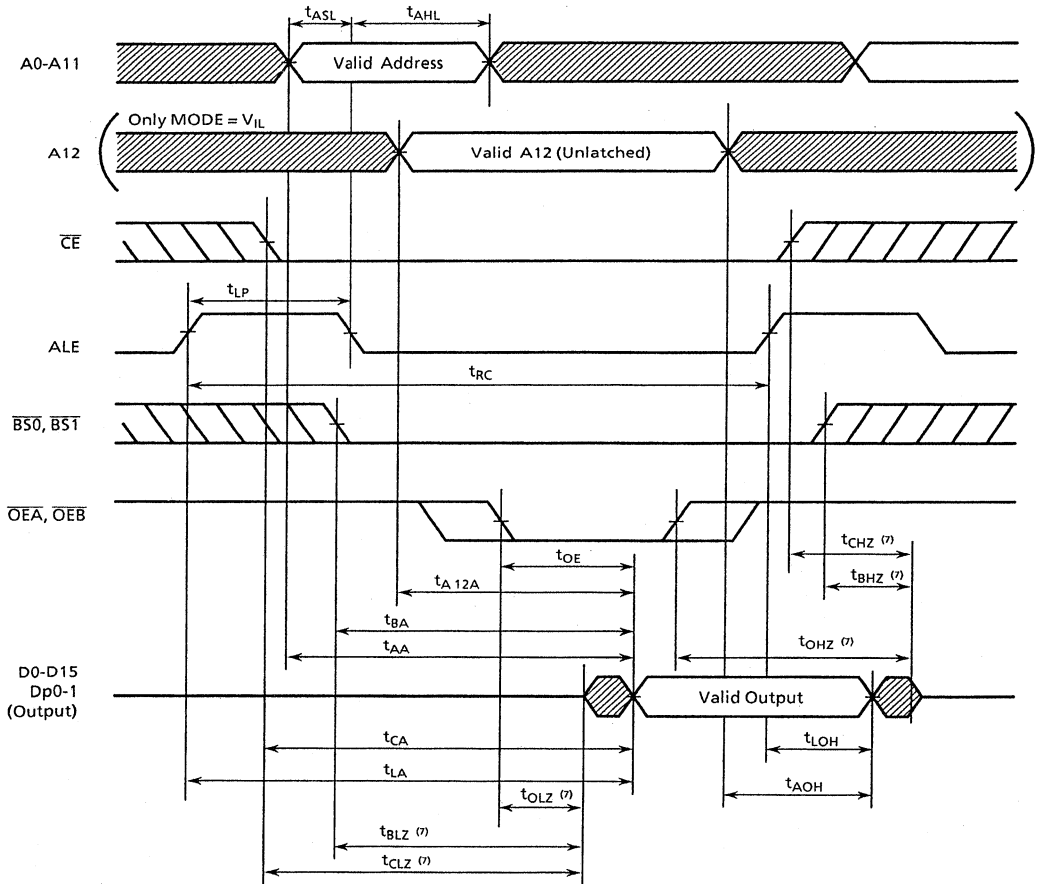 tASL tAHL
A0-A11 Valid Address
Only MODE = VIL
A12 Valid A12 (Unlatched)
CE
tLP
ALE
tRC
BS0, BS1
OEA, OEB
tCHZ (7)
tOE
tBHZ (7)
tA12A
tBA
tOHZ (7)
tAA
D0-D15
Dp0-1
(Output)
Valid Output
tCA
tLOH
tLA
tOLZ (7)
tAOH
tBLZ (7)
tCLZ (7)